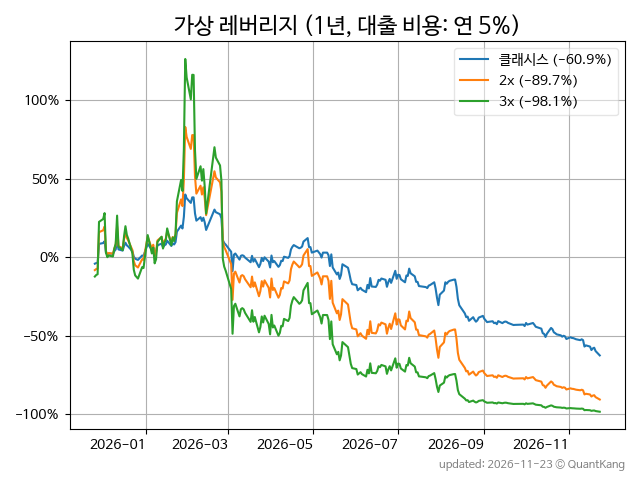 가상 레버리지 (1년, 대출 비용: 연 5%)
클래시스 (-60.9%)
2x (-89.7%)
3x (-98.1%)
100%
50%
0%
-50%
-100%
2026-01 2026-03 2026-05 2026-07 2026-09 2026-11
updated: 2026-11-23 © QuantKang